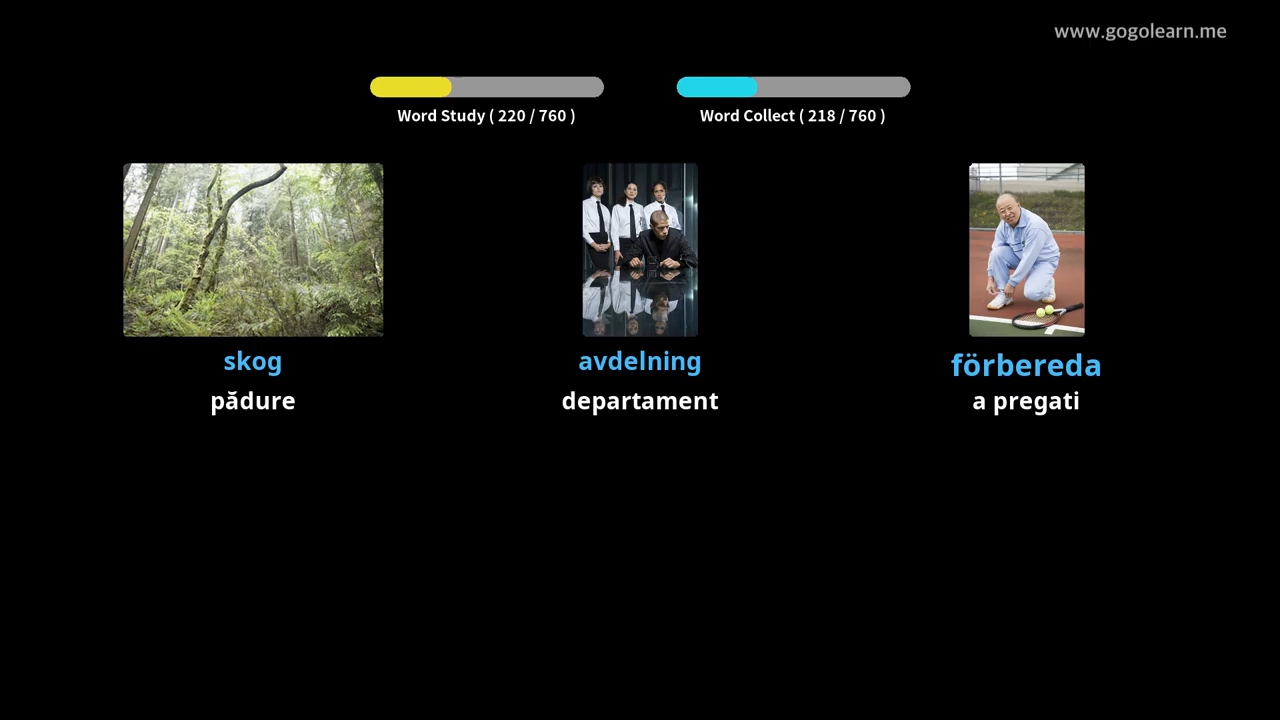 www.gogolearn.me
Word Study ( 220 / 760 )
Word Collect ( 218 / 760 )
skog
avdelning
förbereda
pădure
departament
a pregati